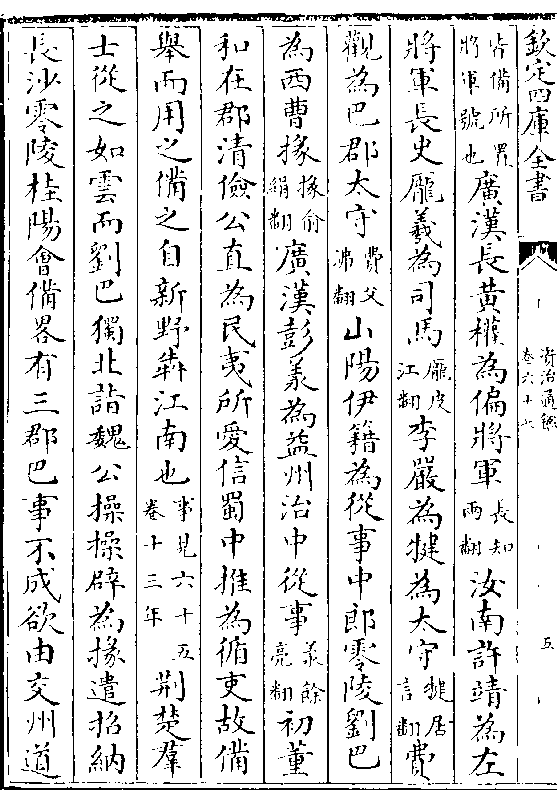 欽定四庫全書
皆備所置將軍號也廣漢長黃權為偏將軍長知兩翻汝南許靖為左
將軍長史龎羲為司馬龎皮江翻李嚴為犍為太守犍居言翻費
觀為巴郡太守費父沸翻山陽伊籍為從事中郎零陵劉巴
為西曹掾掾俞絹翻廣漢彭羕為益州治中從事羕餘亮翻初董
和在郡清儉公直為民夷所愛信蜀中推為循吏故備
舉而用之備之自新野奔江南也事見六十五卷十三年荆楚羣
士從之如雲而劉巴獨北詣魏公操操辟為掾遣招納
長沙零陵桂陽會備畧有三郡巴事不成欲由交州道
資治通鑑
卷六十七
五